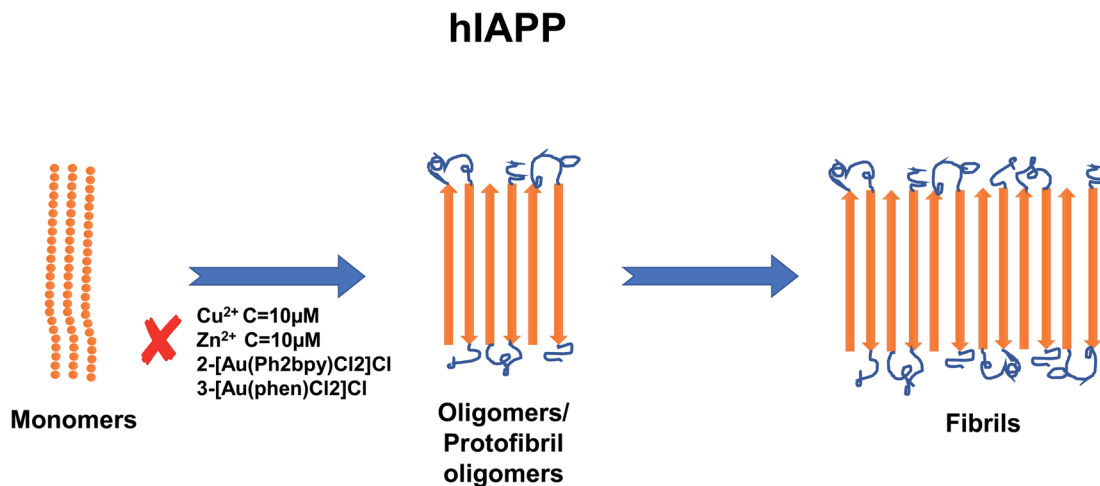 hIAPP
Cu²⁺ C=10µM
Zn²⁺ C=10µM
2-[Au(Ph2bpy)Cl2]Cl
3-[Au(phen)Cl2]Cl
Monomers
Oligomers/
Protofibril
oligomers
Fibrils